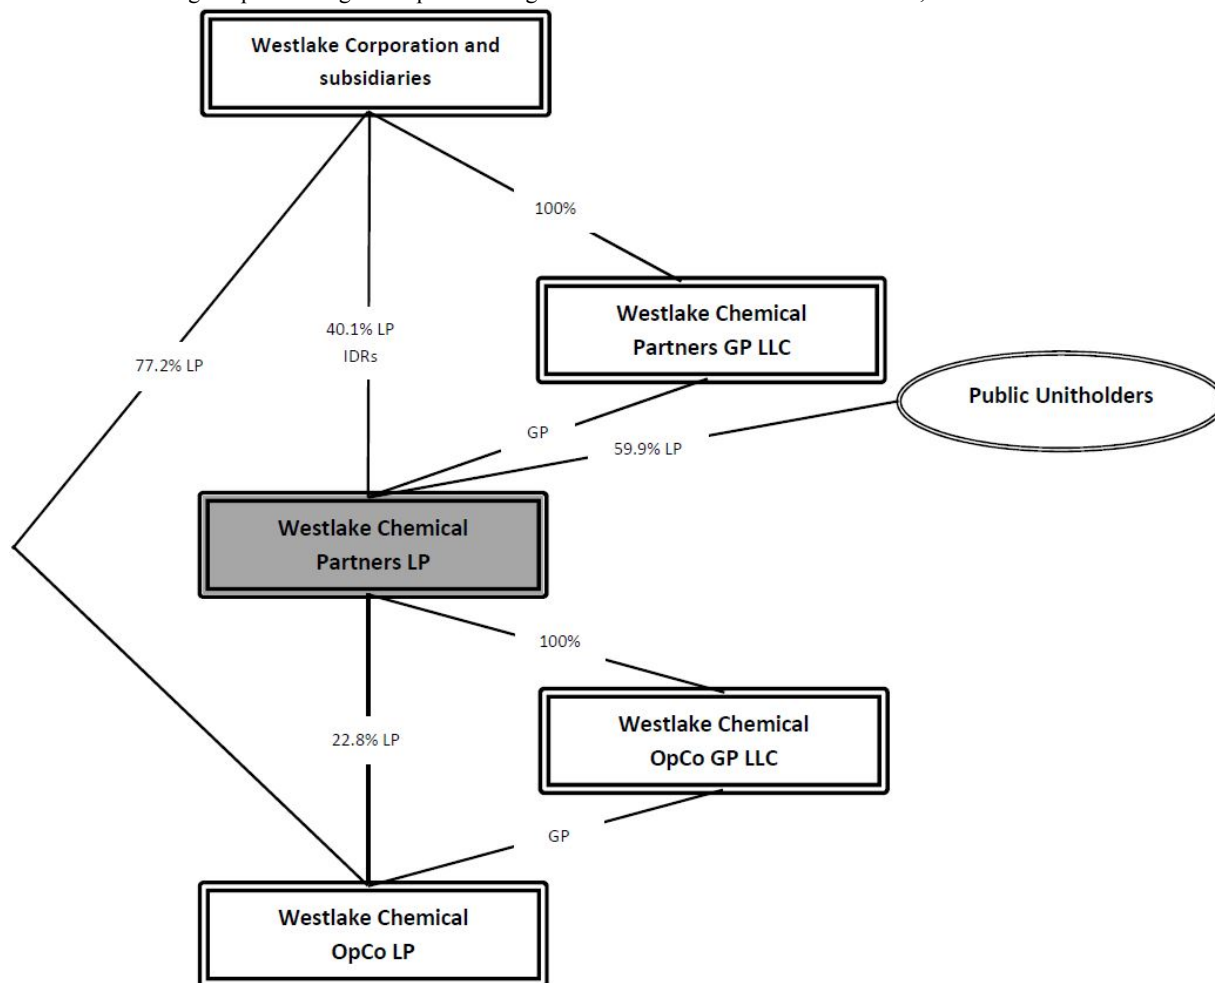 Westlake Corporation and
subsidiaries
100%
Westlake Chemical
Partners GP LLC
40.1% LP
IDRs
77.2% LP
Public Unitholders
GP
59.9% LP
Westlake Chemical
Partners LP
100%
Westlake Chemical
OpCo GP LLC
22.8% LP
GP
Westlake Chemical
OpCo LP